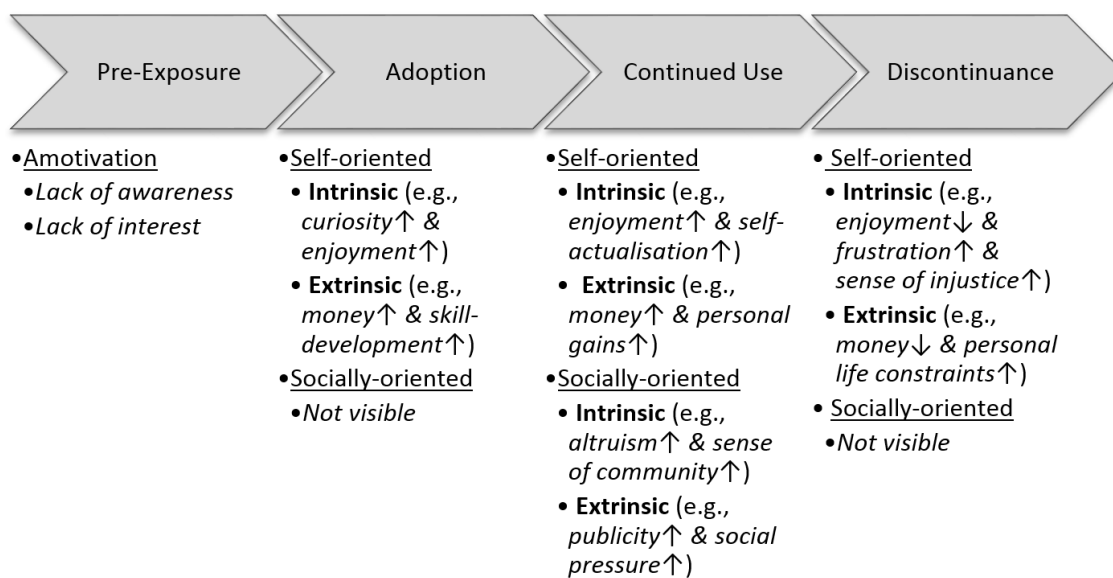 Pre-Exposure
Adoption
Continued Use
Discontinuance
•Amotivation
•Lack of awareness
•Lack of interest
•Self-oriented
• Intrinsic (e.g.,
curiosity↑ &
enjoyment↑)
• Extrinsic (e.g.,
money↑ & skill-
development↑)
•Socially-oriented
•Not visible
•Self-oriented
• Intrinsic (e.g.,
enjoyment↑ & self-
actualisation↑)
• Extrinsic (e.g.,
money↑ & personal
gains↑)
•Socially-oriented
• Intrinsic (e.g.,
altruism↑ & sense
of community↑)
• Extrinsic (e.g.,
publicity↑ & social
pressure↑)
• Self-oriented
• Intrinsic (e.g.,
enjoyment↓ &
frustration↑ &
sense of injustice↑)
• Extrinsic (e.g.,
money↓ & personal
life constraints↑)
• Socially-oriented
•Not visible